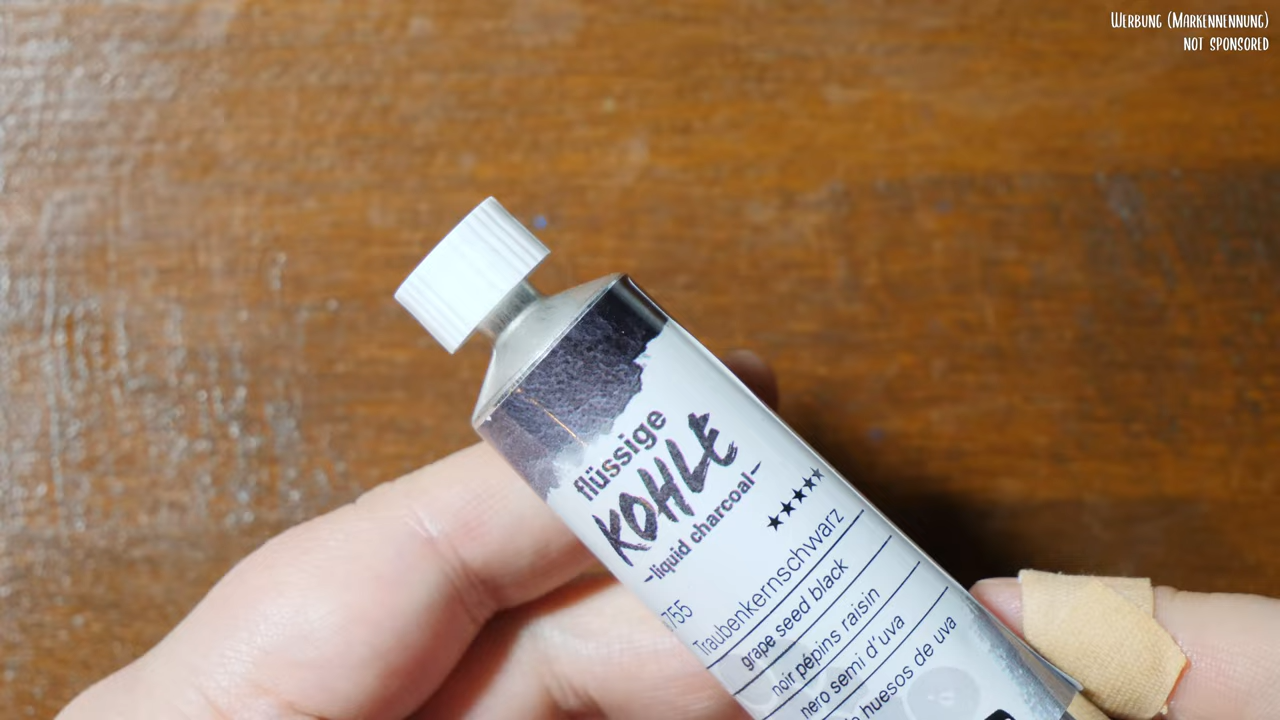 Werbung (Markennennung)
not sponsored
flüssige
KOHLE
-liquid charcoal-
★★★★★
755
Traubenkernschwarz
grape seed black
noir pépins raisin
nero semi d'uva
huesos de uva